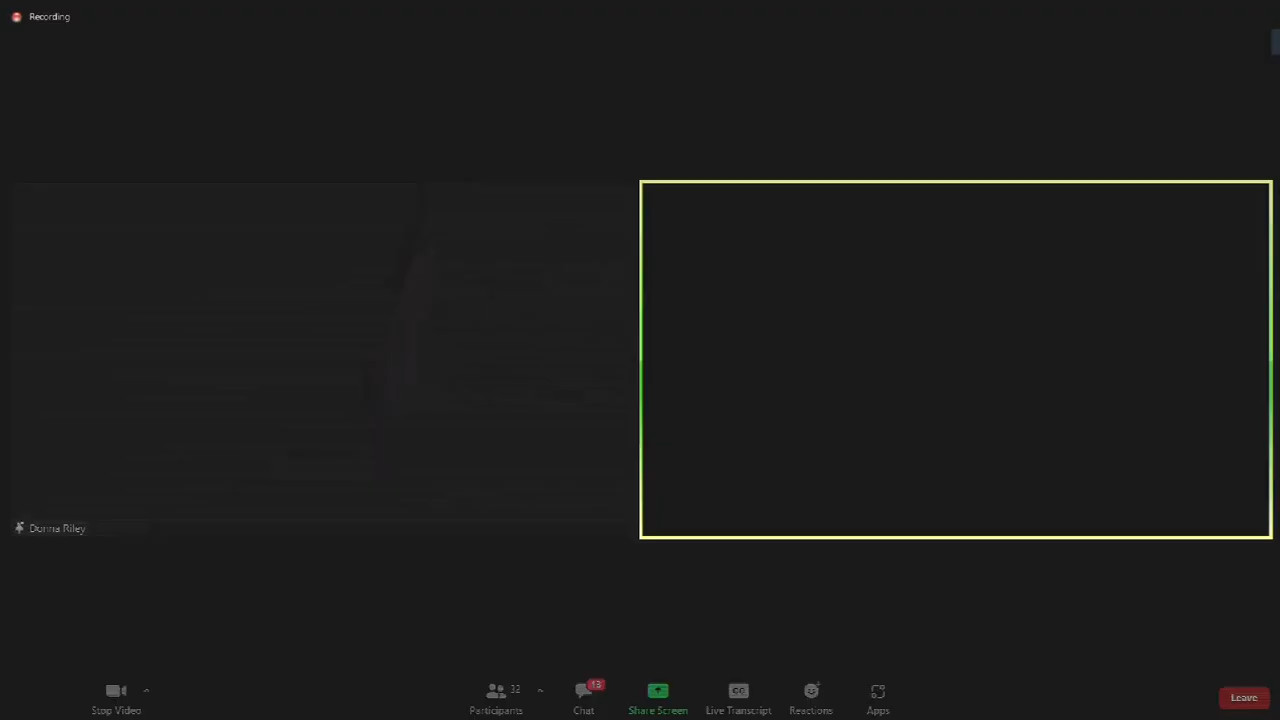 Recording
Donna Riley
Stop Video
32
Participants
13
Chat
Share Screen
CC
Live Transcript
Reactions
Apps
Leave